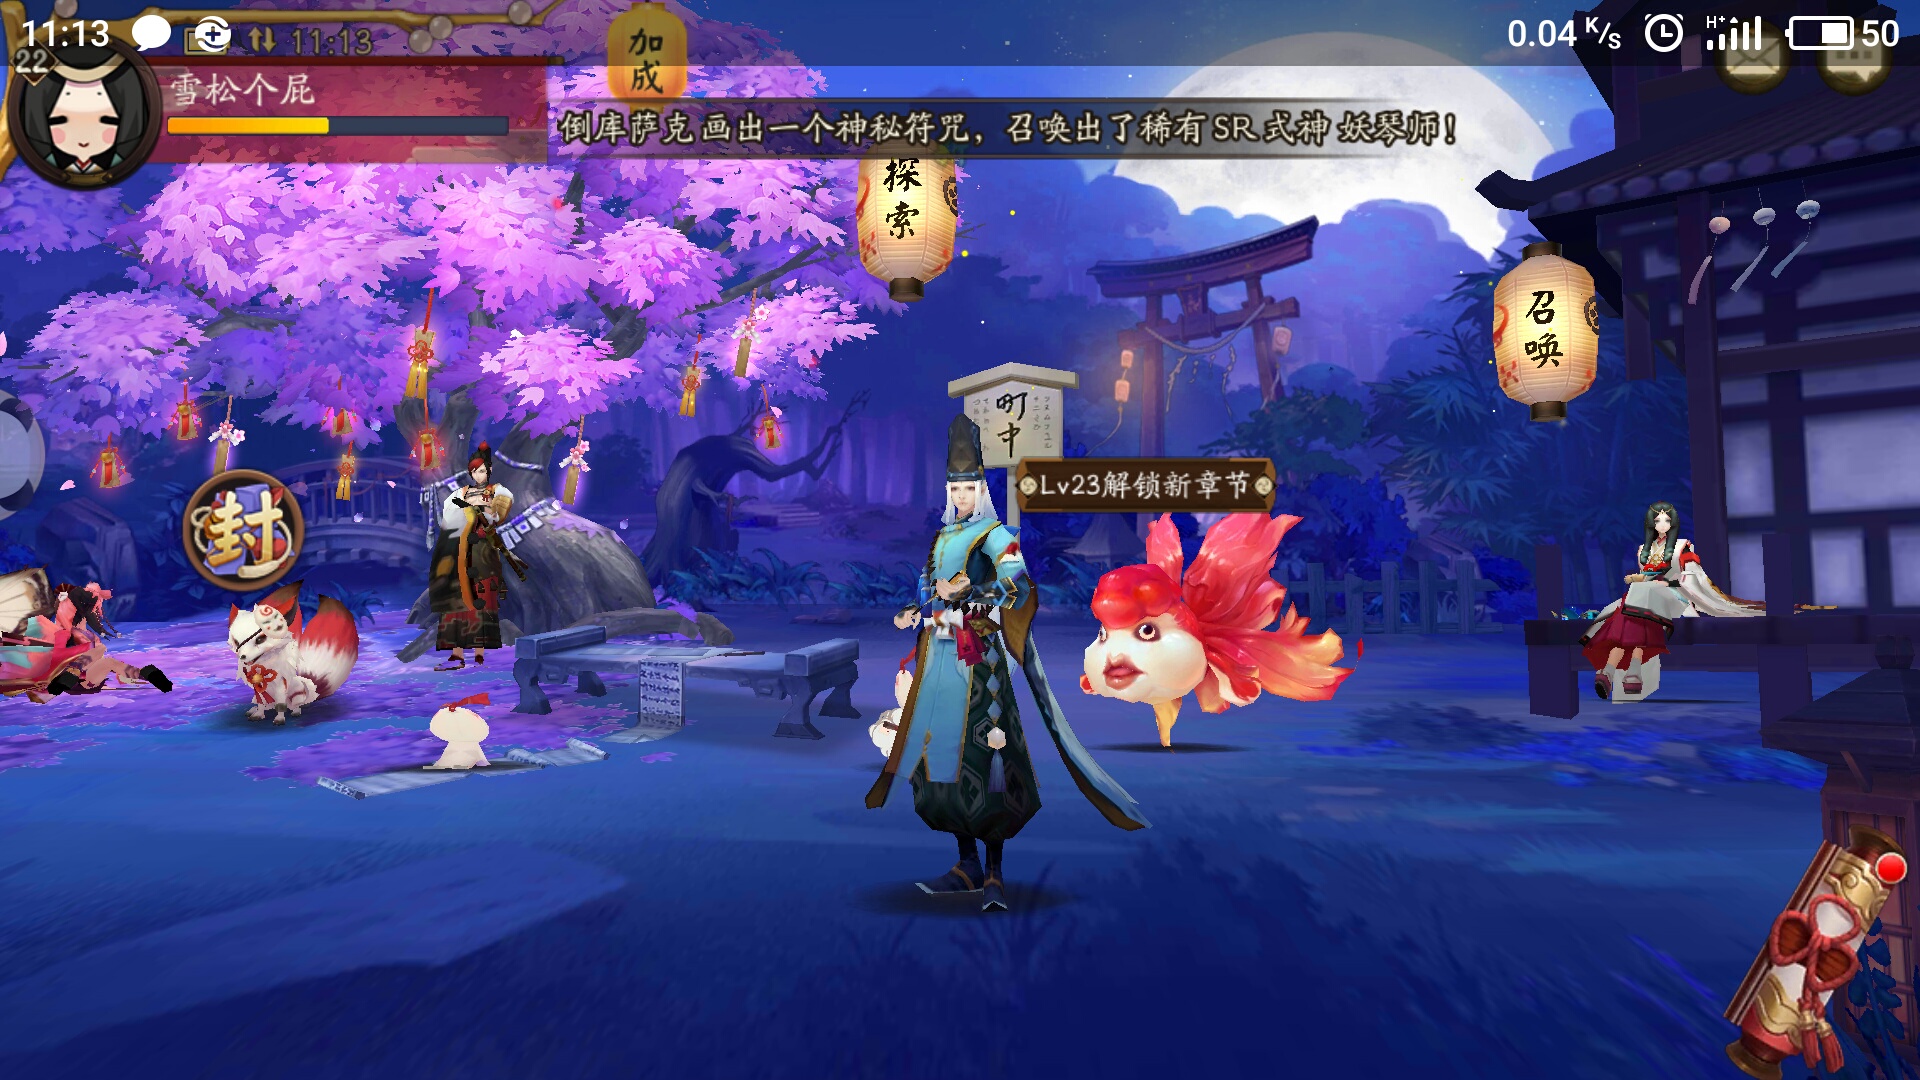 11:13
0.04 K/s
H+
50
11:13
22
雪松个屁
加成
倒库萨克画出一个神秘符咒，召唤出了稀有SR式神 妖琴师！
探索
召唤
町中
Lv23解锁新章节
封